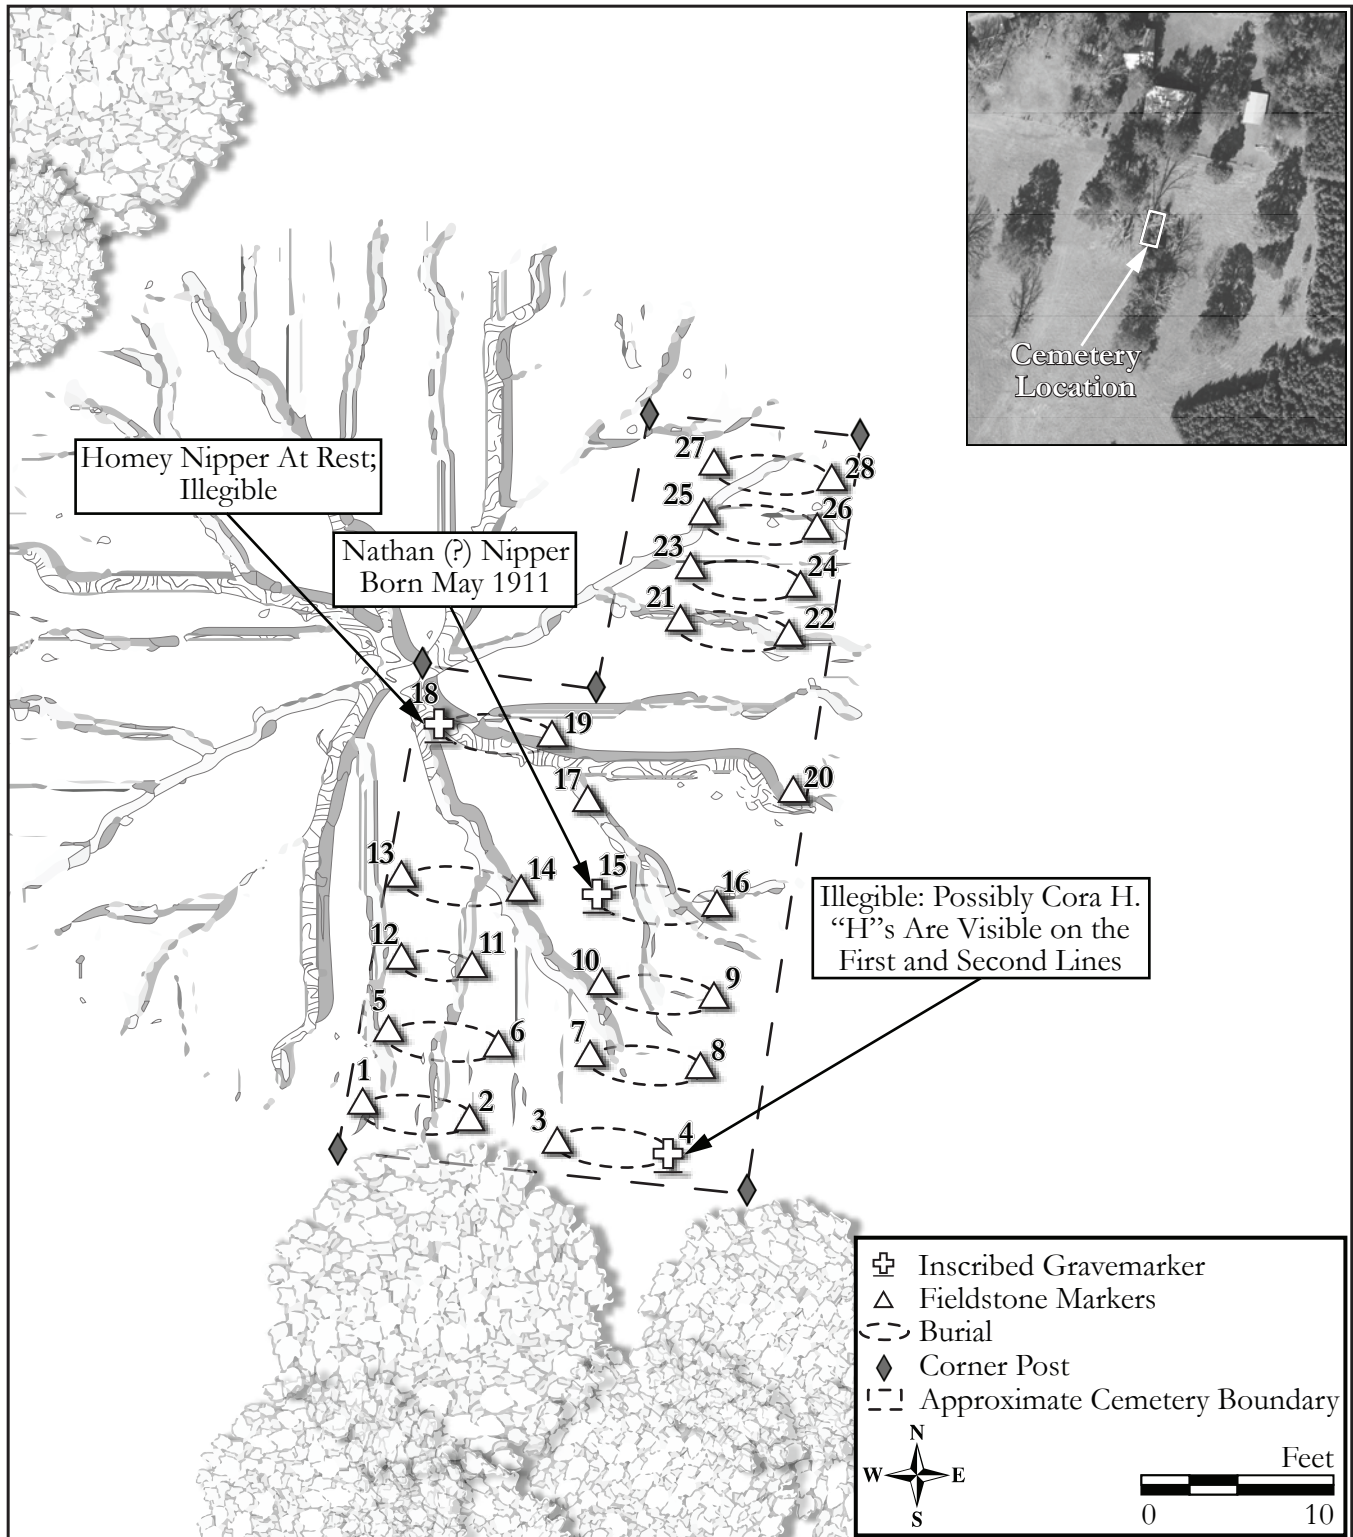 Cemetery
Location
Homey Nipper At Rest;
Illegible
Nathan (?) Nipper
Born May 1911
27
28
25
26
23
24
21
22
18
19
17
20
13
14
15
16
Illegible: Possibly Cora H.
“H”s Are Visible on the
First and Second Lines
12
11
10
9
5
6
7
8
1
2
3
4
Inscribed Gravemarker
Fieldstone Markers
Burial
Corner Post
Approximate Cemetery Boundary
N
W E
S
Feet
0 10